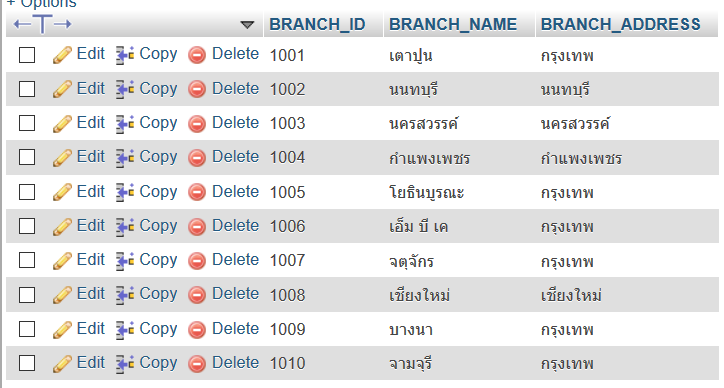 + Options
←T→ BRANCH_ID BRANCH_NAME BRANCH_ADDRESS
Edit Copy Delete 1001 เตาปูน กรุงเทพ
Edit Copy Delete 1002 นนทบุรี นนทบุรี
Edit Copy Delete 1003 นครสวรรค์ นครสวรรค์
Edit Copy Delete 1004 กำแพงเพชร กำแพงเพชร
Edit Copy Delete 1005 โยธินบูรณะ กรุงเทพ
Edit Copy Delete 1006 เอ็ม บี เค กรุงเทพ
Edit Copy Delete 1007 จตุจักร กรุงเทพ
Edit Copy Delete 1008 เชียงใหม่ เชียงใหม่
Edit Copy Delete 1009 บางนา กรุงเทพ
Edit Copy Delete 1010 จามจุรี กรุงเทพ